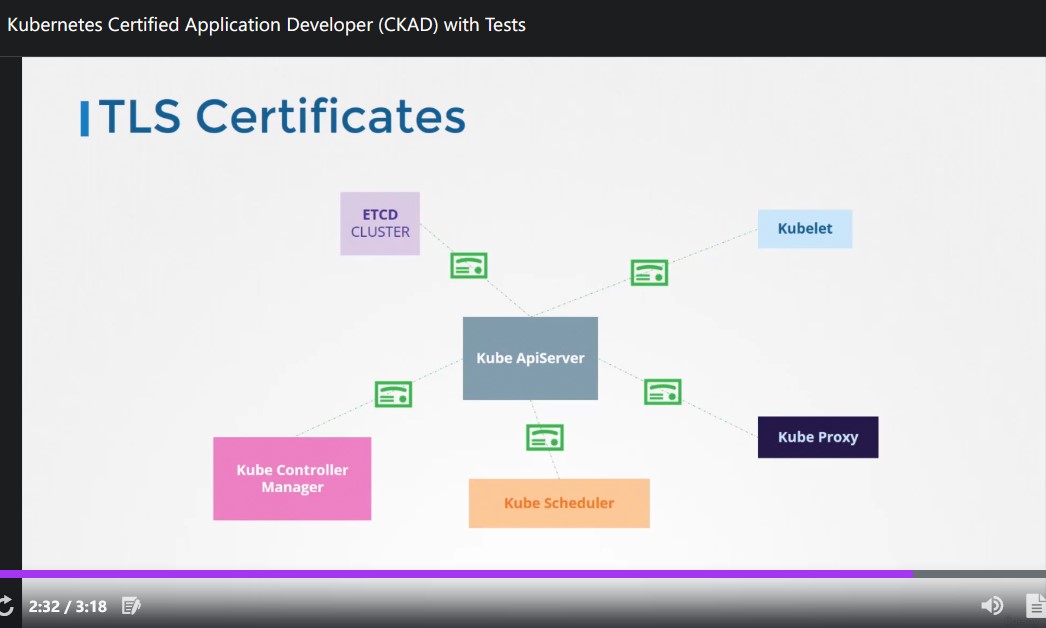 Kubernetes Certified Application Developer (CKAD) with Tests
TLS Certificates
ETCD
CLUSTER
Kubelet
Kube ApiServer
Kube Controller
Manager
Kube Scheduler
Kube Proxy
2:32 / 3:18